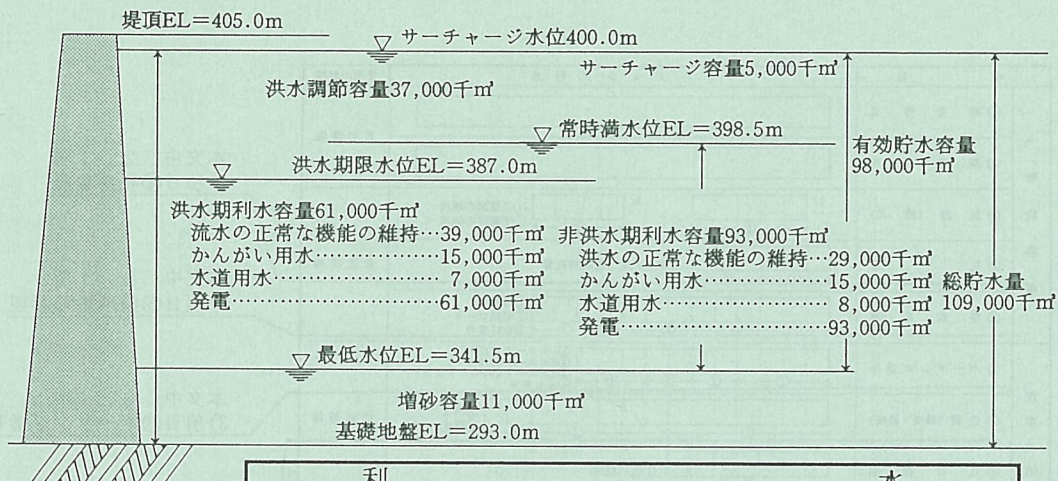 堤頂EL＝405.0m
サーチャージ水位400.0m
サーチャージ容量5,000千㎥
洪水調節容量37,000千㎥
常時満水位EL＝398.5m
有効貯水容量
98,000千㎥
洪水期限水位EL＝387.0m
洪水期利水容量61,000千㎥
流水の正常な機能の維持…39,000千㎥
かんがい用水………………15,000千㎥
水道用水……………………7,000千㎥
発電…………………………61,000千㎥
非洪水期利水容量93,000千㎥
洪水の正常な機能の維持…29,000千㎥
かんがい用水………………15,000千㎥
水道用水……………………8,000千㎥
発電…………………………93,000千㎥
総貯水量
109,000千㎥
最低水位EL＝341.5m
増砂容量11,000千㎥
基礎地盤EL＝293.0m
利 水